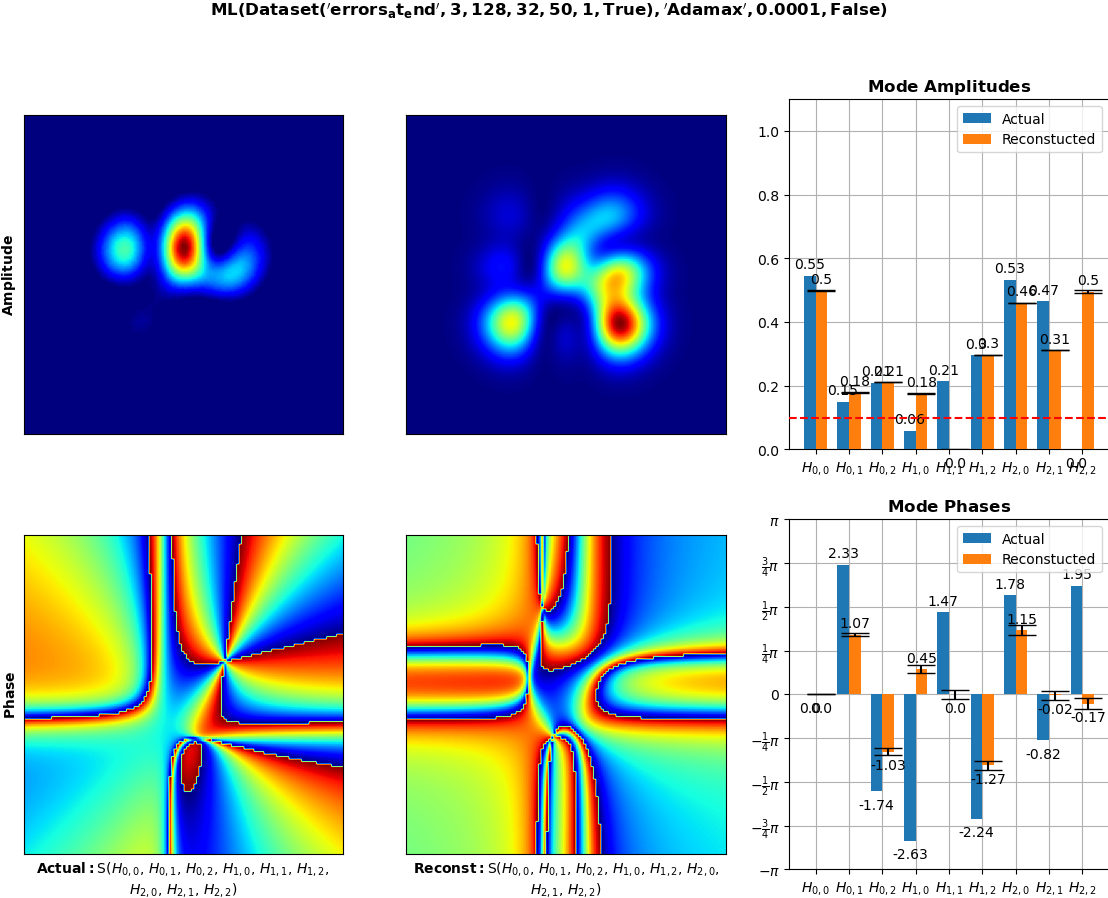 ML(Dataset('errors_at_end', 3, 128, 32, 50, 1, True), 'Adamax', 0.0001, False)
Amplitude
Mode Amplitudes
Actual
Reconstucted
1.0
0.8
0.6
0.4
0.2
0.0
0.55
0.5
0.15
0.18
0.21
0.21
0.06
0.18
0.21
0.0
0.3
0.3
0.53
0.46
0.47
0.31
0.0
0.5
H0,0 H0,1 H0,2 H1,0 H1,1 H1,2 H2,0 H2,1 H2,2
Phase
Actual: S(H0,0, H0,1, H0,2, H1,0, H1,1, H1,2,
H2,0, H2,1, H2,2)
Reconst: S(H0,0, H0,1, H0,2, H1,0, H1,2, H2,0,
H2,1, H2,2)
Mode Phases
Actual
Reconstucted
π
3/4π
1/2π
1/4π
0
−1/4π
−1/2π
−3/4π
−π
0.0
0.0
2.33
1.07
-1.74
-1.03
-2.63
0.45
1.47
0.0
-2.24
-1.27
1.78
1.15
-0.82
-0.02
1.95
-0.17
H0,0 H0,1 H0,2 H1,0 H1,1 H1,2 H2,0 H2,1 H2,2